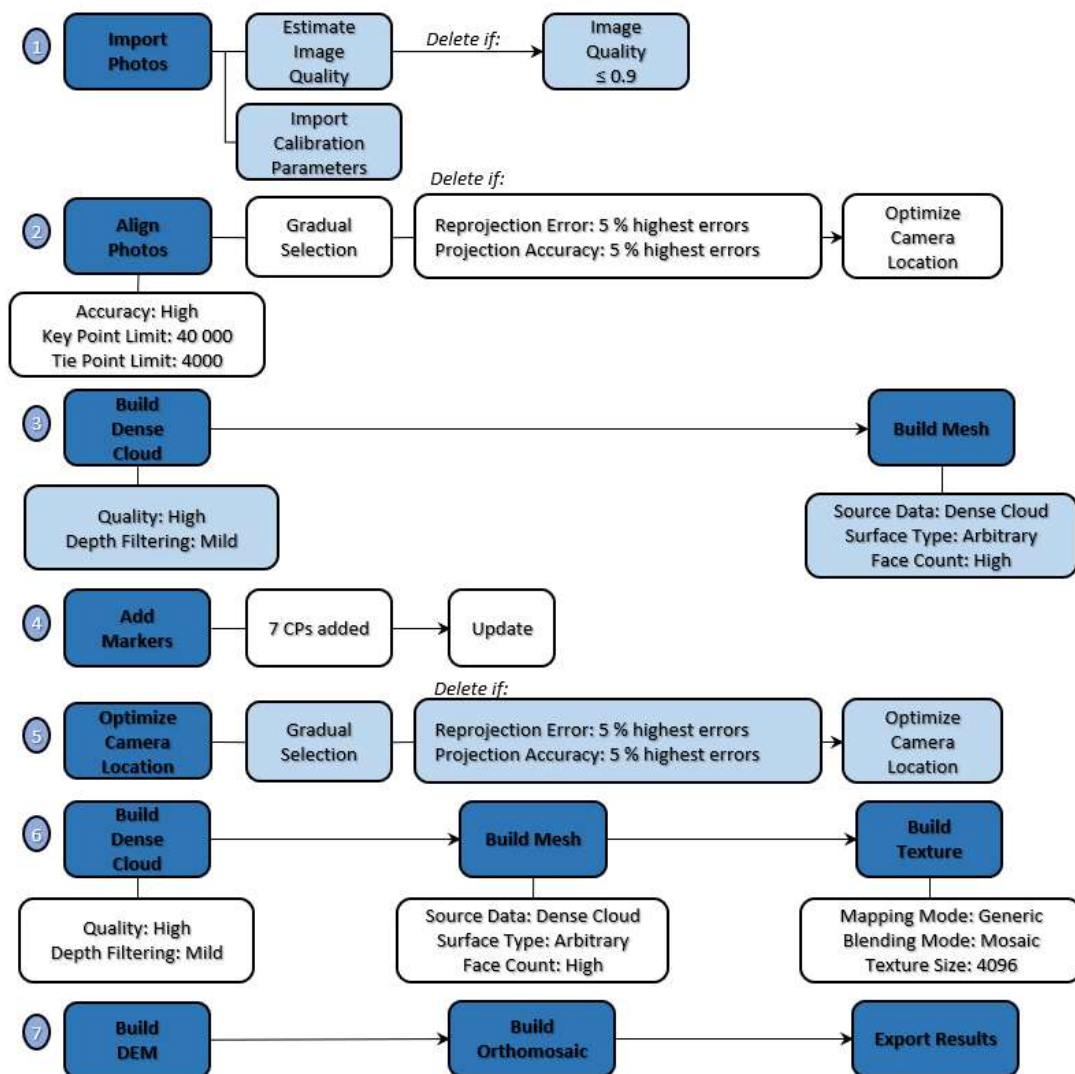 1
Import
Photos
Estimate
Image
Quality
Delete if:
Image
Quality
≤ 0.9
Import
Calibration
Parameters
2
Align
Photos
Gradual
Selection
Delete if:
Reprojection Error: 5 % highest errors
Projection Accuracy: 5 % highest errors
Optimize
Camera
Location
Accuracy: High
Key Point Limit: 40 000
Tie Point Limit: 4000
3
Build
Dense
Cloud
Build Mesh
Quality: High
Depth Filtering: Mild
Source Data: Dense Cloud
Surface Type: Arbitrary
Face Count: High
4
Add
Markers
7 CPs added
Update
5
Optimize
Camera
Location
Gradual
Selection
Delete if:
Reprojection Error: 5 % highest errors
Projection Accuracy: 5 % highest errors
Optimize
Camera
Location
6
Build
Dense
Cloud
Build Mesh
Build
Texture
Quality: High
Depth Filtering: Mild
Source Data: Dense Cloud
Surface Type: Arbitrary
Face Count: High
Mapping Mode: Generic
Blending Mode: Mosaic
Texture Size: 4096
7
Build
DEM
Build
Orthomosaic
Export Results